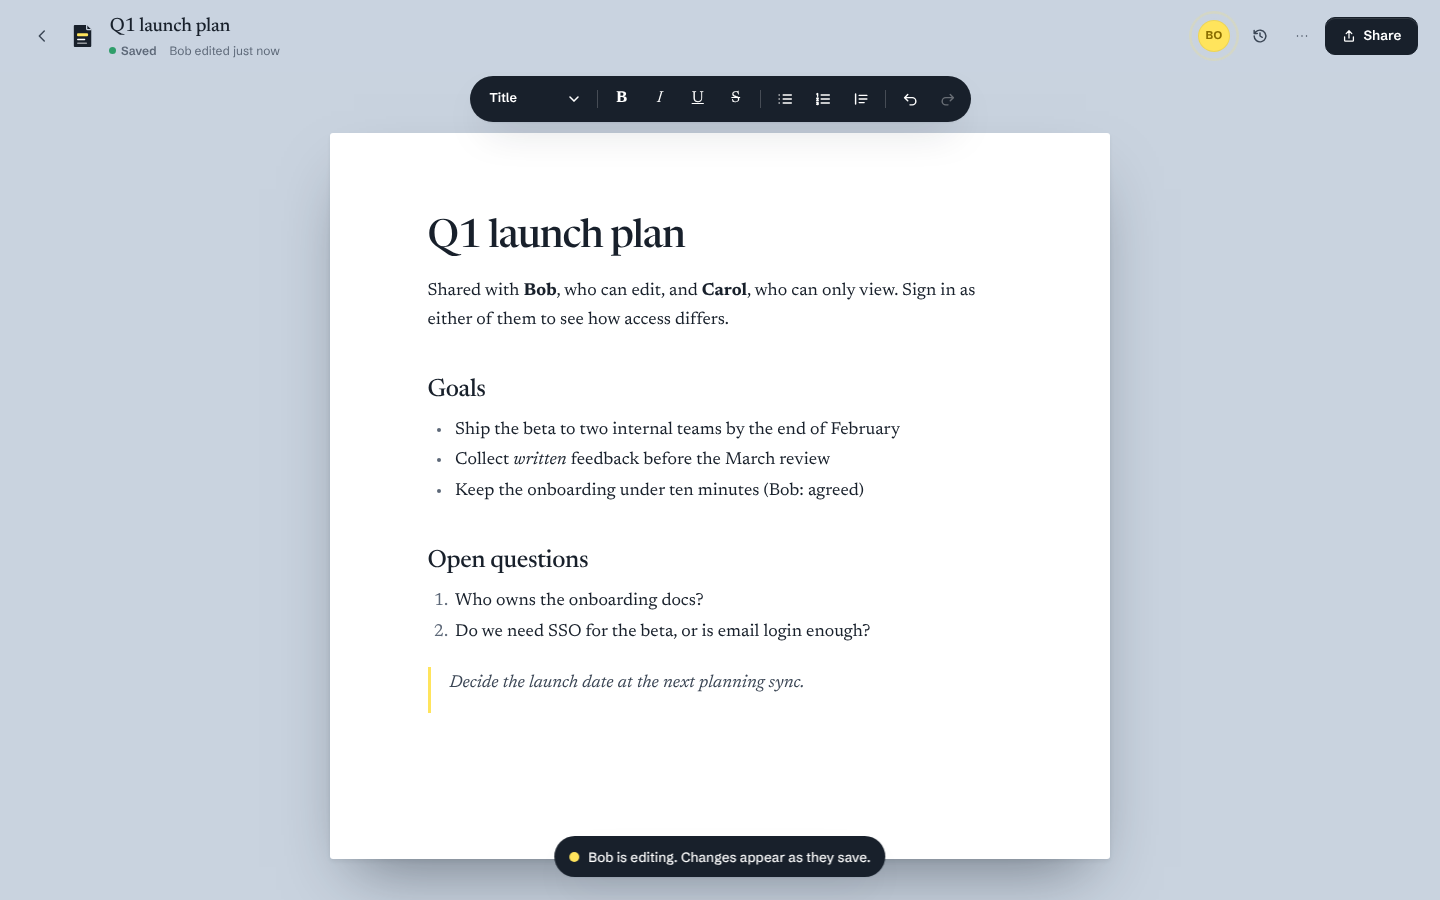 Q1 launch plan
Saved Bob edited just now
BO
Share
Title
B I U S
Q1 launch plan
Shared with Bob, who can edit, and Carol, who can only view. Sign in as
either of them to see how access differs.
Goals
• Ship the beta to two internal teams by the end of February
• Collect written feedback before the March review
• Keep the onboarding under ten minutes (Bob: agreed)
Open questions
1. Who owns the onboarding docs?
2. Do we need SSO for the beta, or is email login enough?
Decide the launch date at the next planning sync.
Bob is editing. Changes appear as they save.